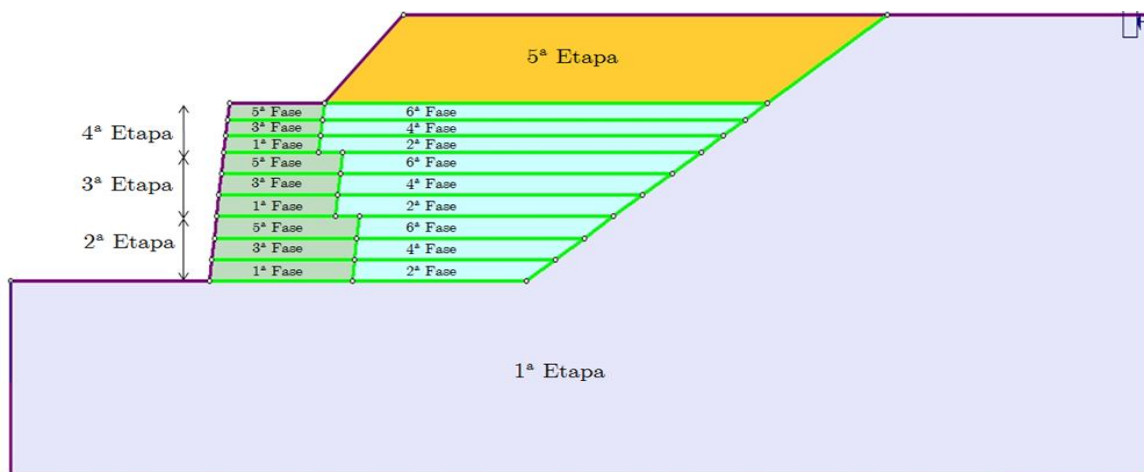 5ª Etapa
5ª Fase 6ª Fase
3ª Fase 4ª Fase
4ª Etapa
1ª Fase 2ª Fase
5ª Fase 6ª Fase
3ª Etapa
3ª Fase 4ª Fase
1ª Fase 2ª Fase
5ª Fase 6ª Fase
2ª Etapa
3ª Fase 4ª Fase
1ª Fase 2ª Fase
1ª Etapa